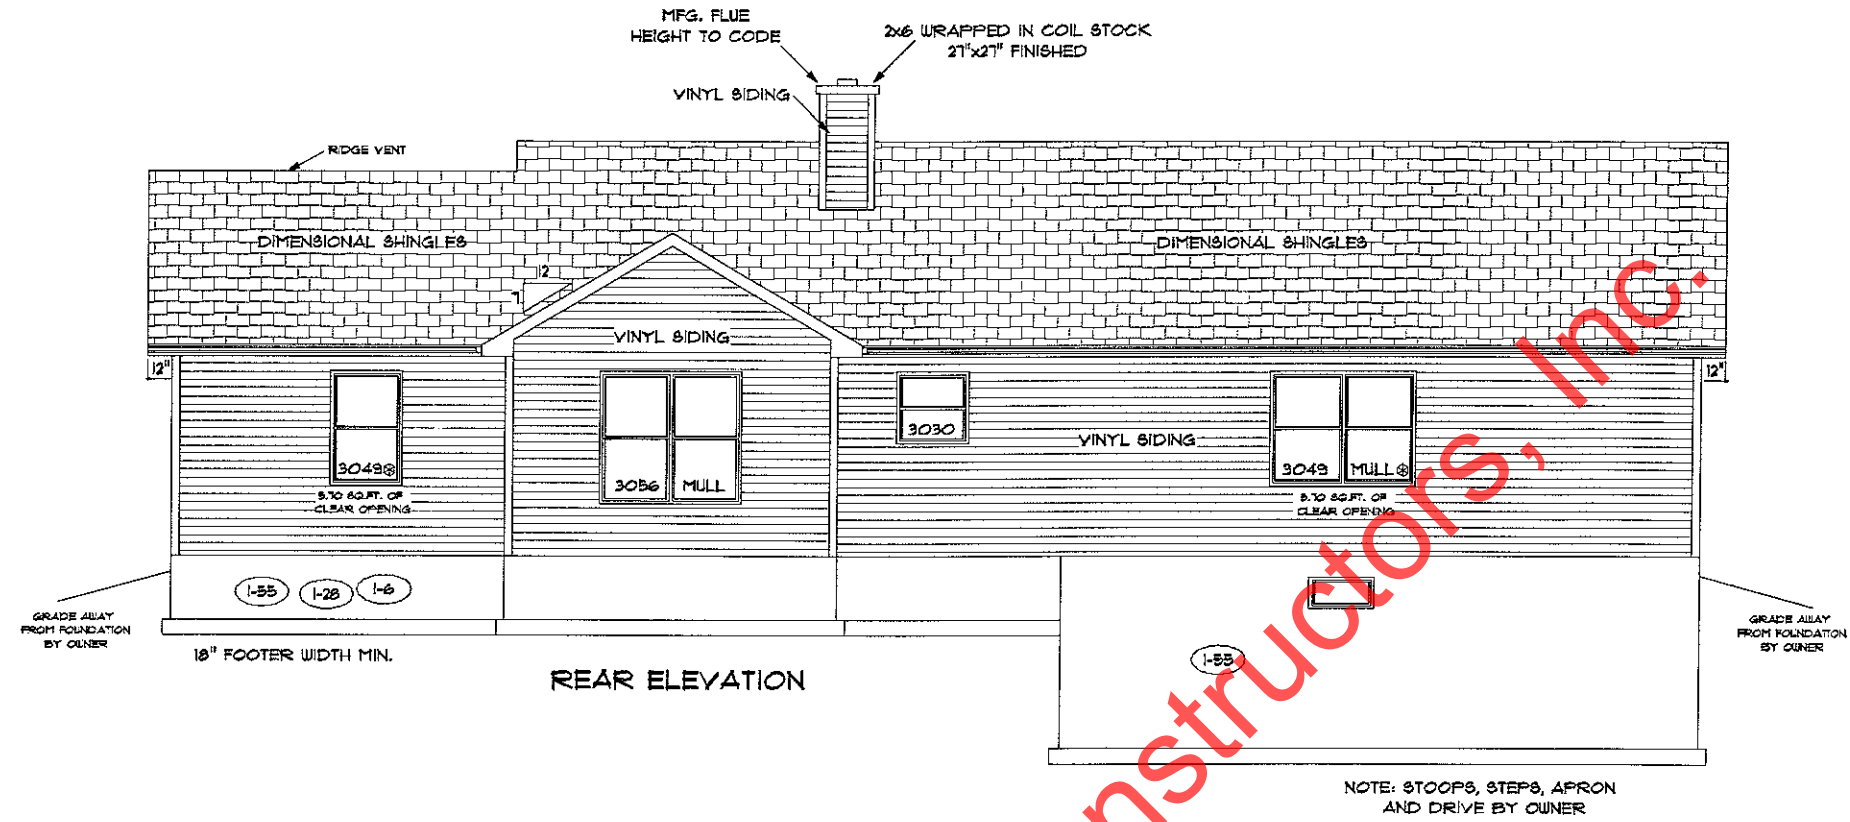 MFG. FLUE
HEIGHT TO CODE
2x6 WRAPPED IN COIL STOCK
27"x27" FINISHED
VINYL SIDING
RIDGE VENT
DIMENSIONAL SHINGLES
DIMENSIONAL SHINGLES
12
7
VINYL SIDING
12"
12"
3049
5.70 SQ.FT. OF
CLEAR OPENING
3056 MULL
3030
VINYL SIDING
3049 MULL
5.70 SQ.FT. OF
CLEAR OPENING
1-55
1-28
1-6
GRADE AWAY
FROM FOUNDATION
BY OWNER
GRADE AWAY
FROM FOUNDATION
BY OWNER
18" FOOTER WIDTH MIN.
REAR ELEVATION
1-55
NOTE: STOOPS, STEPS, APRON
AND DRIVE BY OWNER
nstructors, Inc.